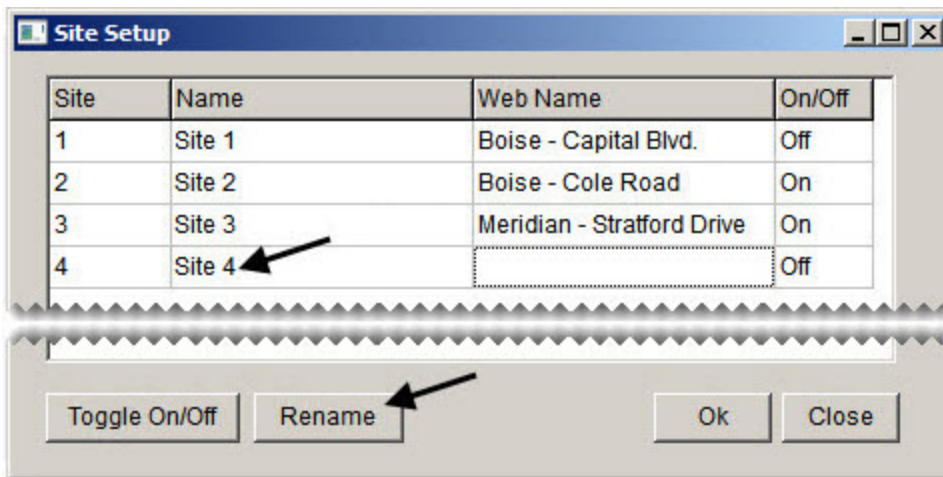 Site Setup
Site Name Web Name On/Off
1 Site 1 Boise - Capital Blvd. Off
2 Site 2 Boise - Cole Road On
3 Site 3 Meridian - Stratford Drive On
4 Site 4 Off
Toggle On/Off Rename Ok Close